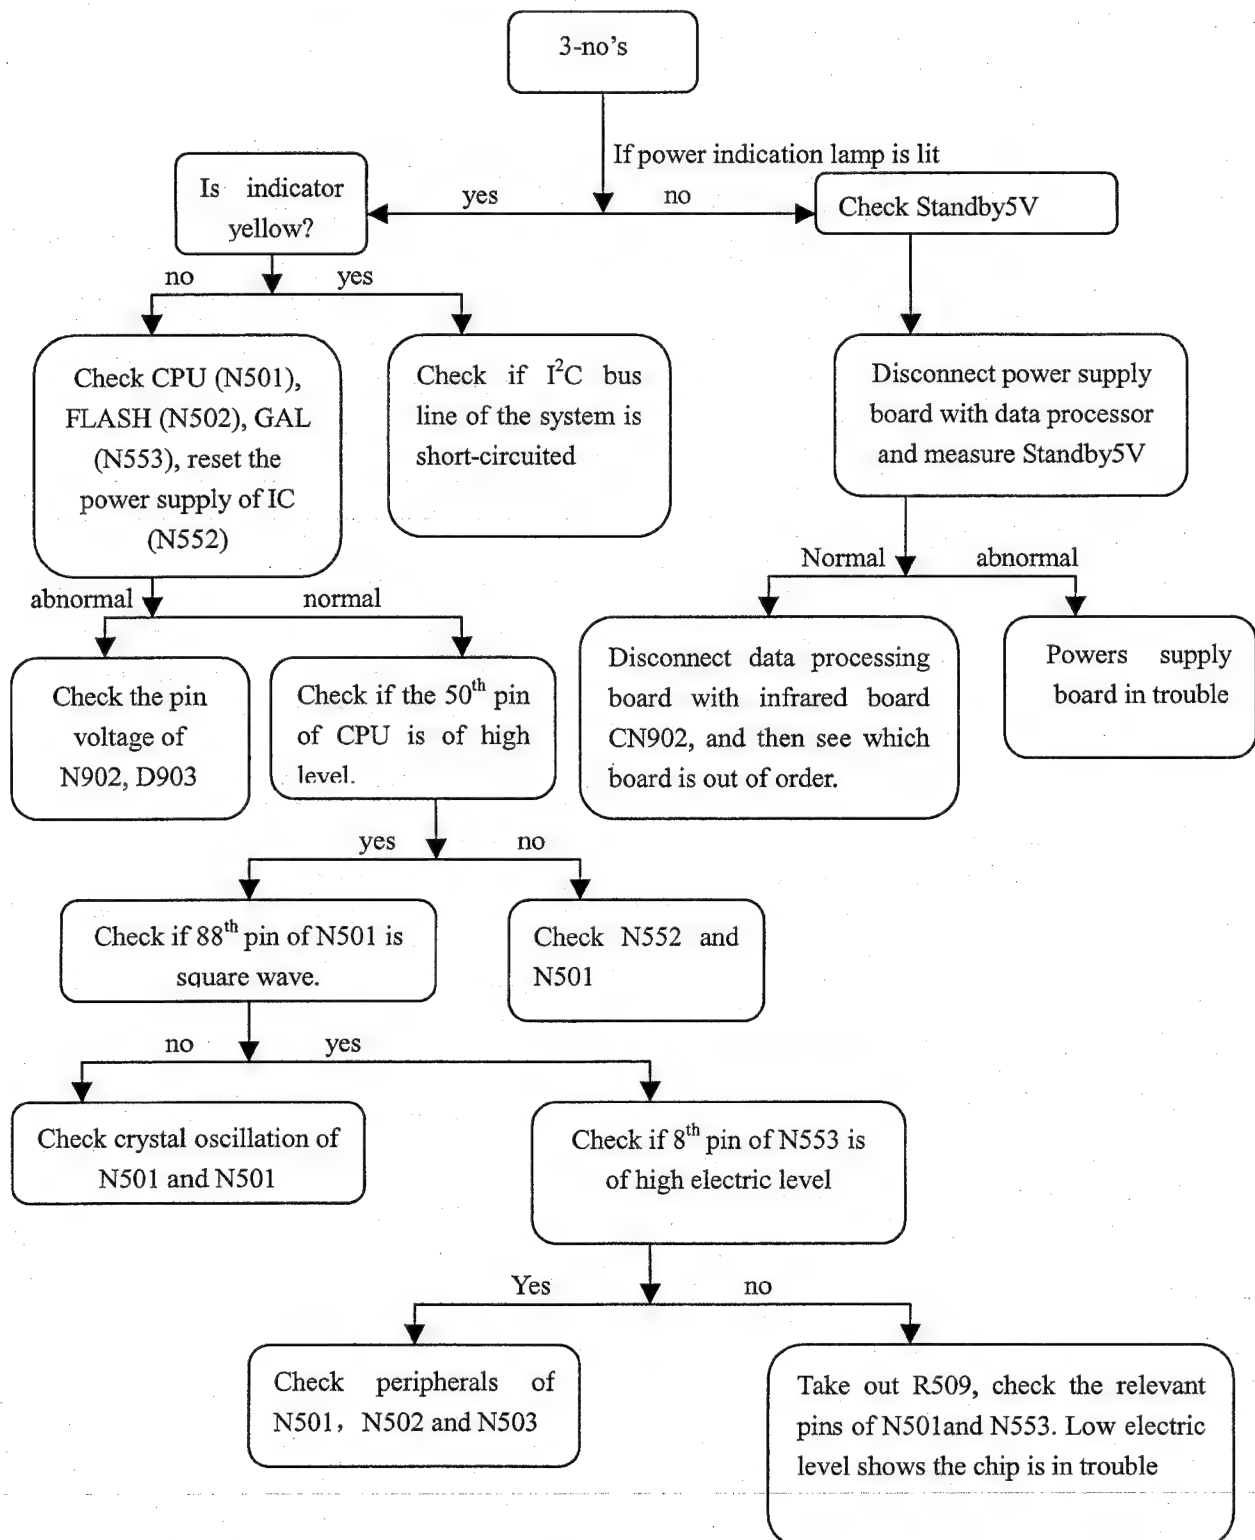 3-no's
If power indication lamp is lit
Is indicator
yellow?
yes
no
Check Standby5V
no
yes
Check CPU (N501),
FLASH (N502), GAL
(N553), reset the
power supply of IC
(N552)
Check if I²C bus
line of the system is
short-circuited
Disconnect power supply
board with data processor
and measure Standby5V
Normal
abnormal
abnormal
normal
Check the pin
voltage of
N902, D903
Check if the 50th pin
of CPU is of high
level.
Disconnect data processing
board with infrared board
CN902, and then see which
board is out of order.
Powers supply
board in trouble
yes
no
Check if 88th pin of N501 is
square wave.
Check N552 and
N501
no
yes
Check crystal oscillation of
N501 and N501
Check if 8th pin of N553 is
of high electric level
Yes
no
Check peripherals of
N501, N502 and N503
Take out R509, check the relevant
pins of N501and N553. Low electric
level shows the chip is in trouble